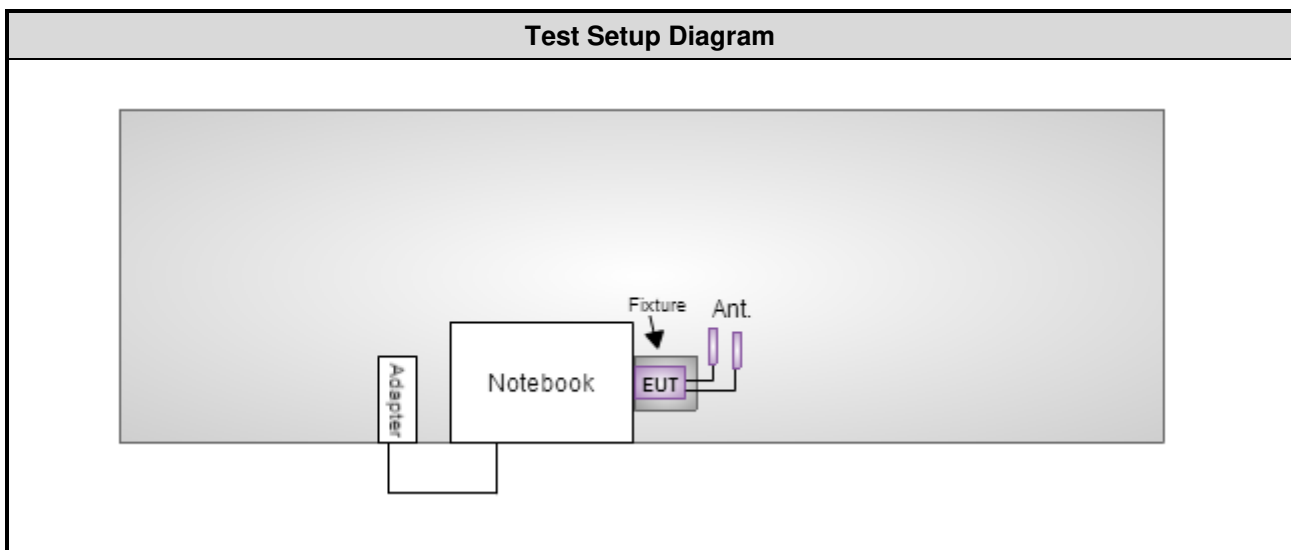 Test Setup Diagram
Fixture
Ant.
Adapter
Notebook
EUT